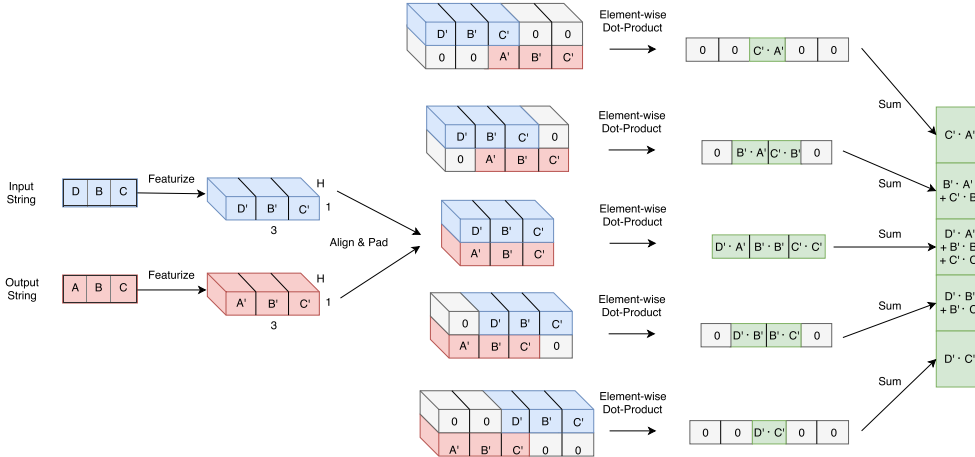 Input
String
D B C
Featurize
D' B' C'
H
1
3
Output
String
A B C
Featurize
A' B' C'
H
1
3
Align & Pad
D' B' C' 0 0
0 0 A' B' C'
Element-wise
Dot-Product
0 0 C' · A' 0 0
Sum
D' B' C' 0
0 A' B' C'
Element-wise
Dot-Product
0 B' · A' C' · B' 0
Sum
D' B' C'
A' B' C'
Element-wise
Dot-Product
D' · A' B' · B' C' · C'
Sum
0 D' B' C'
A' B' C' 0
Element-wise
Dot-Product
0 D' · B' B' · C' 0
Sum
0 0 D' B' C'
A' B' C' 0 0
Element-wise
Dot-Product
0 0 D' · C' 0 0
Sum
C' · A'
B' · A'
+ C' · B
D' · A'
+ B' · B
+ C' · C
D' · B'
+ B' · C
D' · C'